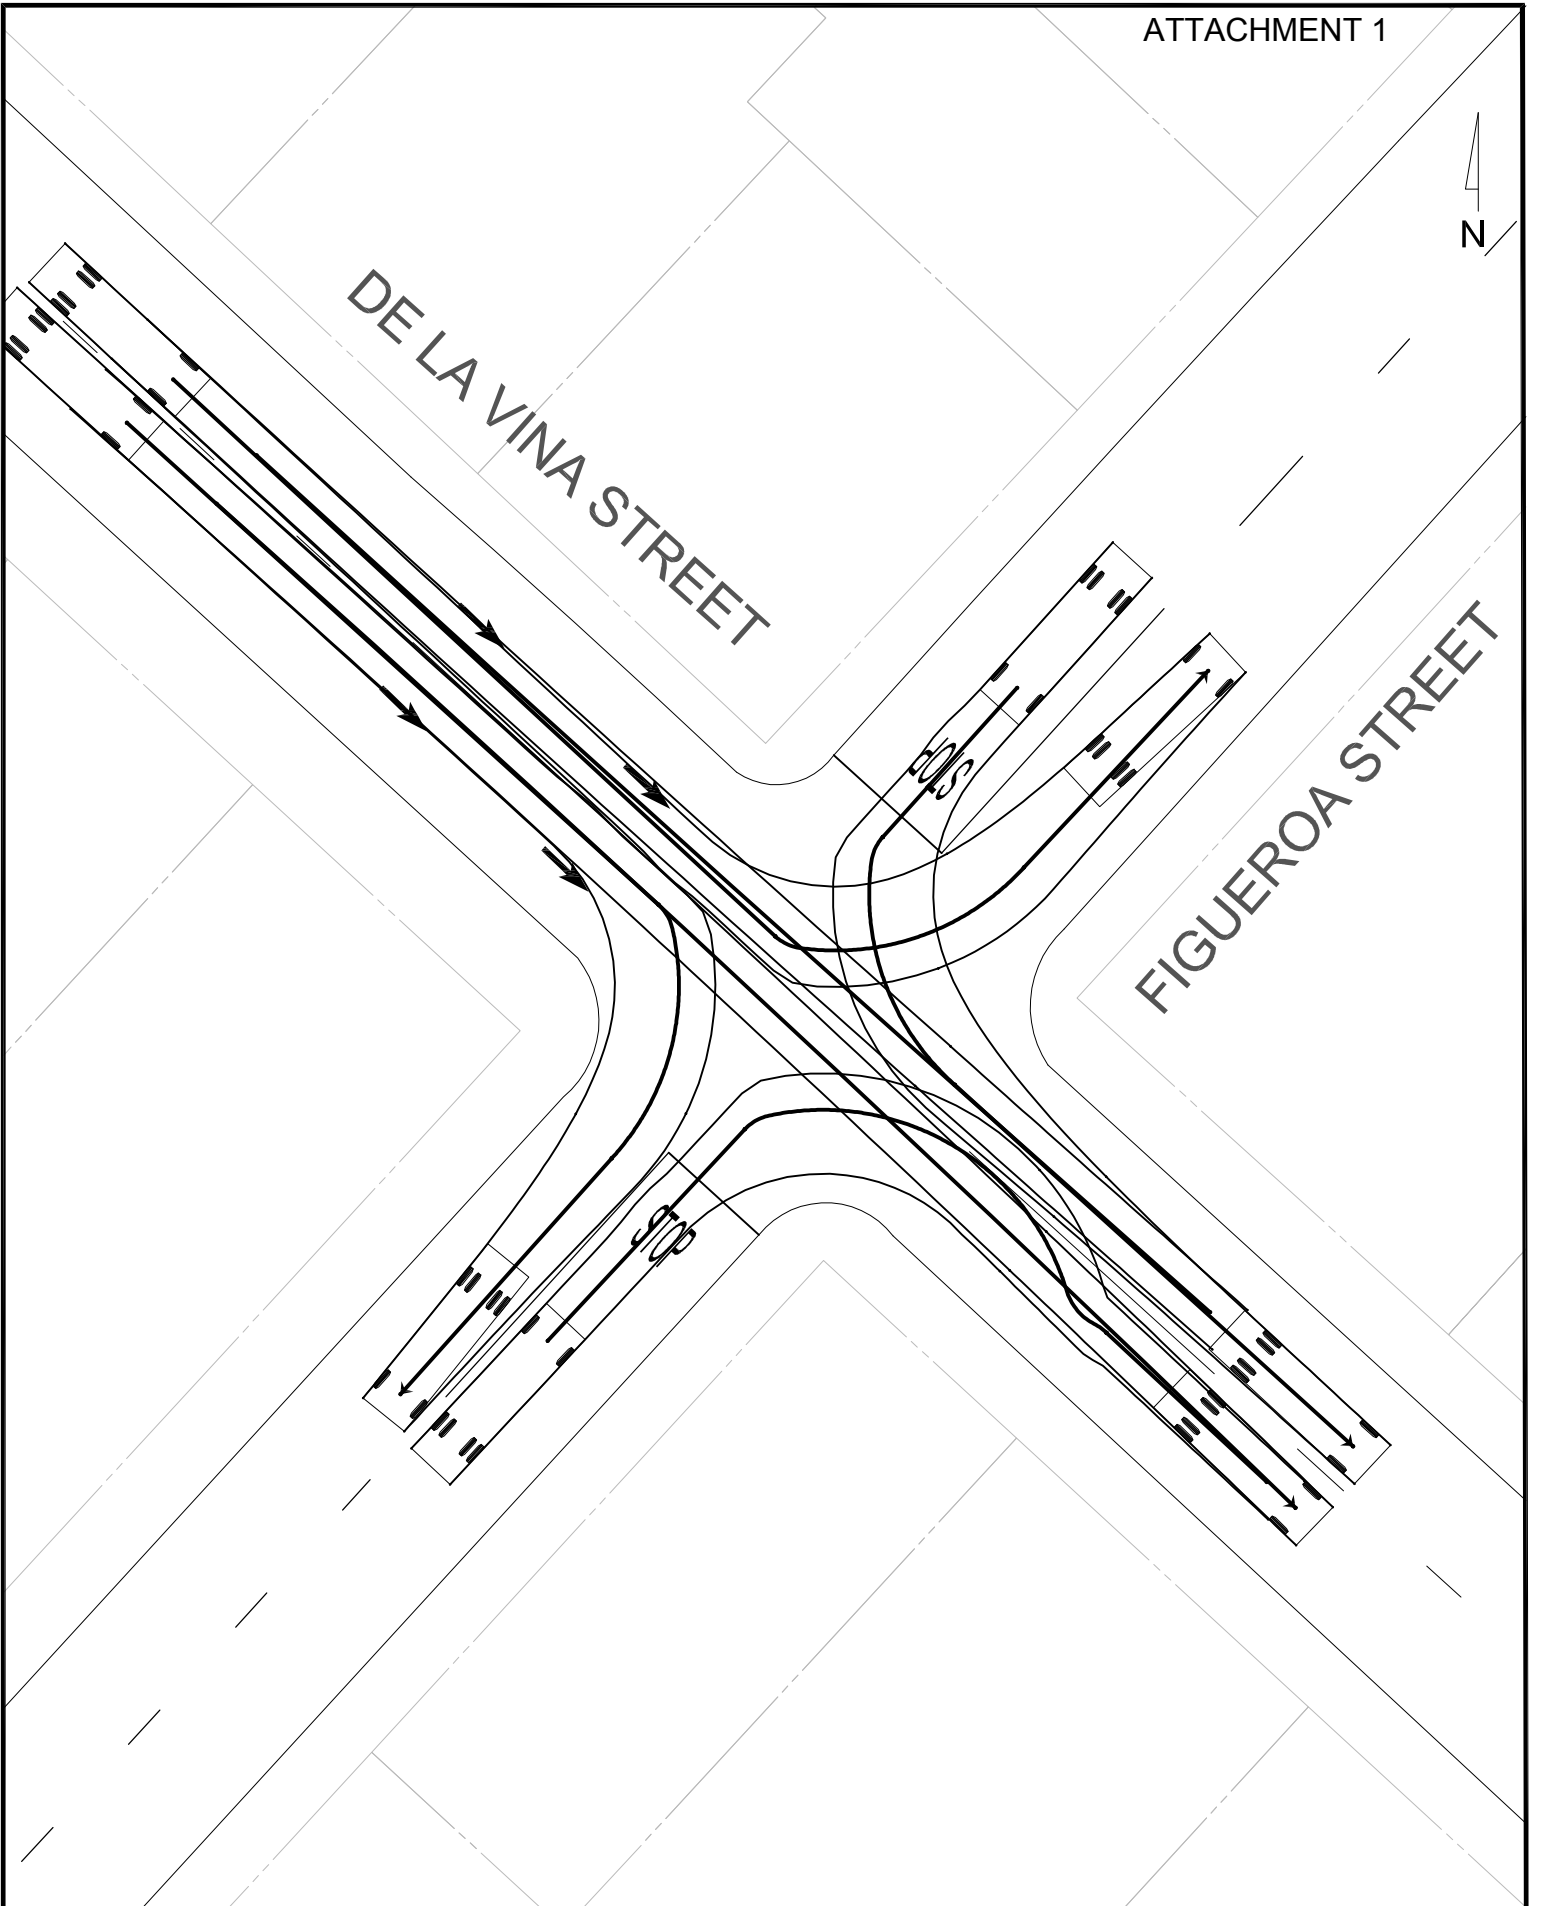 ATTACHMENT 1
N
DE LA VINA STREET
FIGUEROA STREET
STOP
STOP